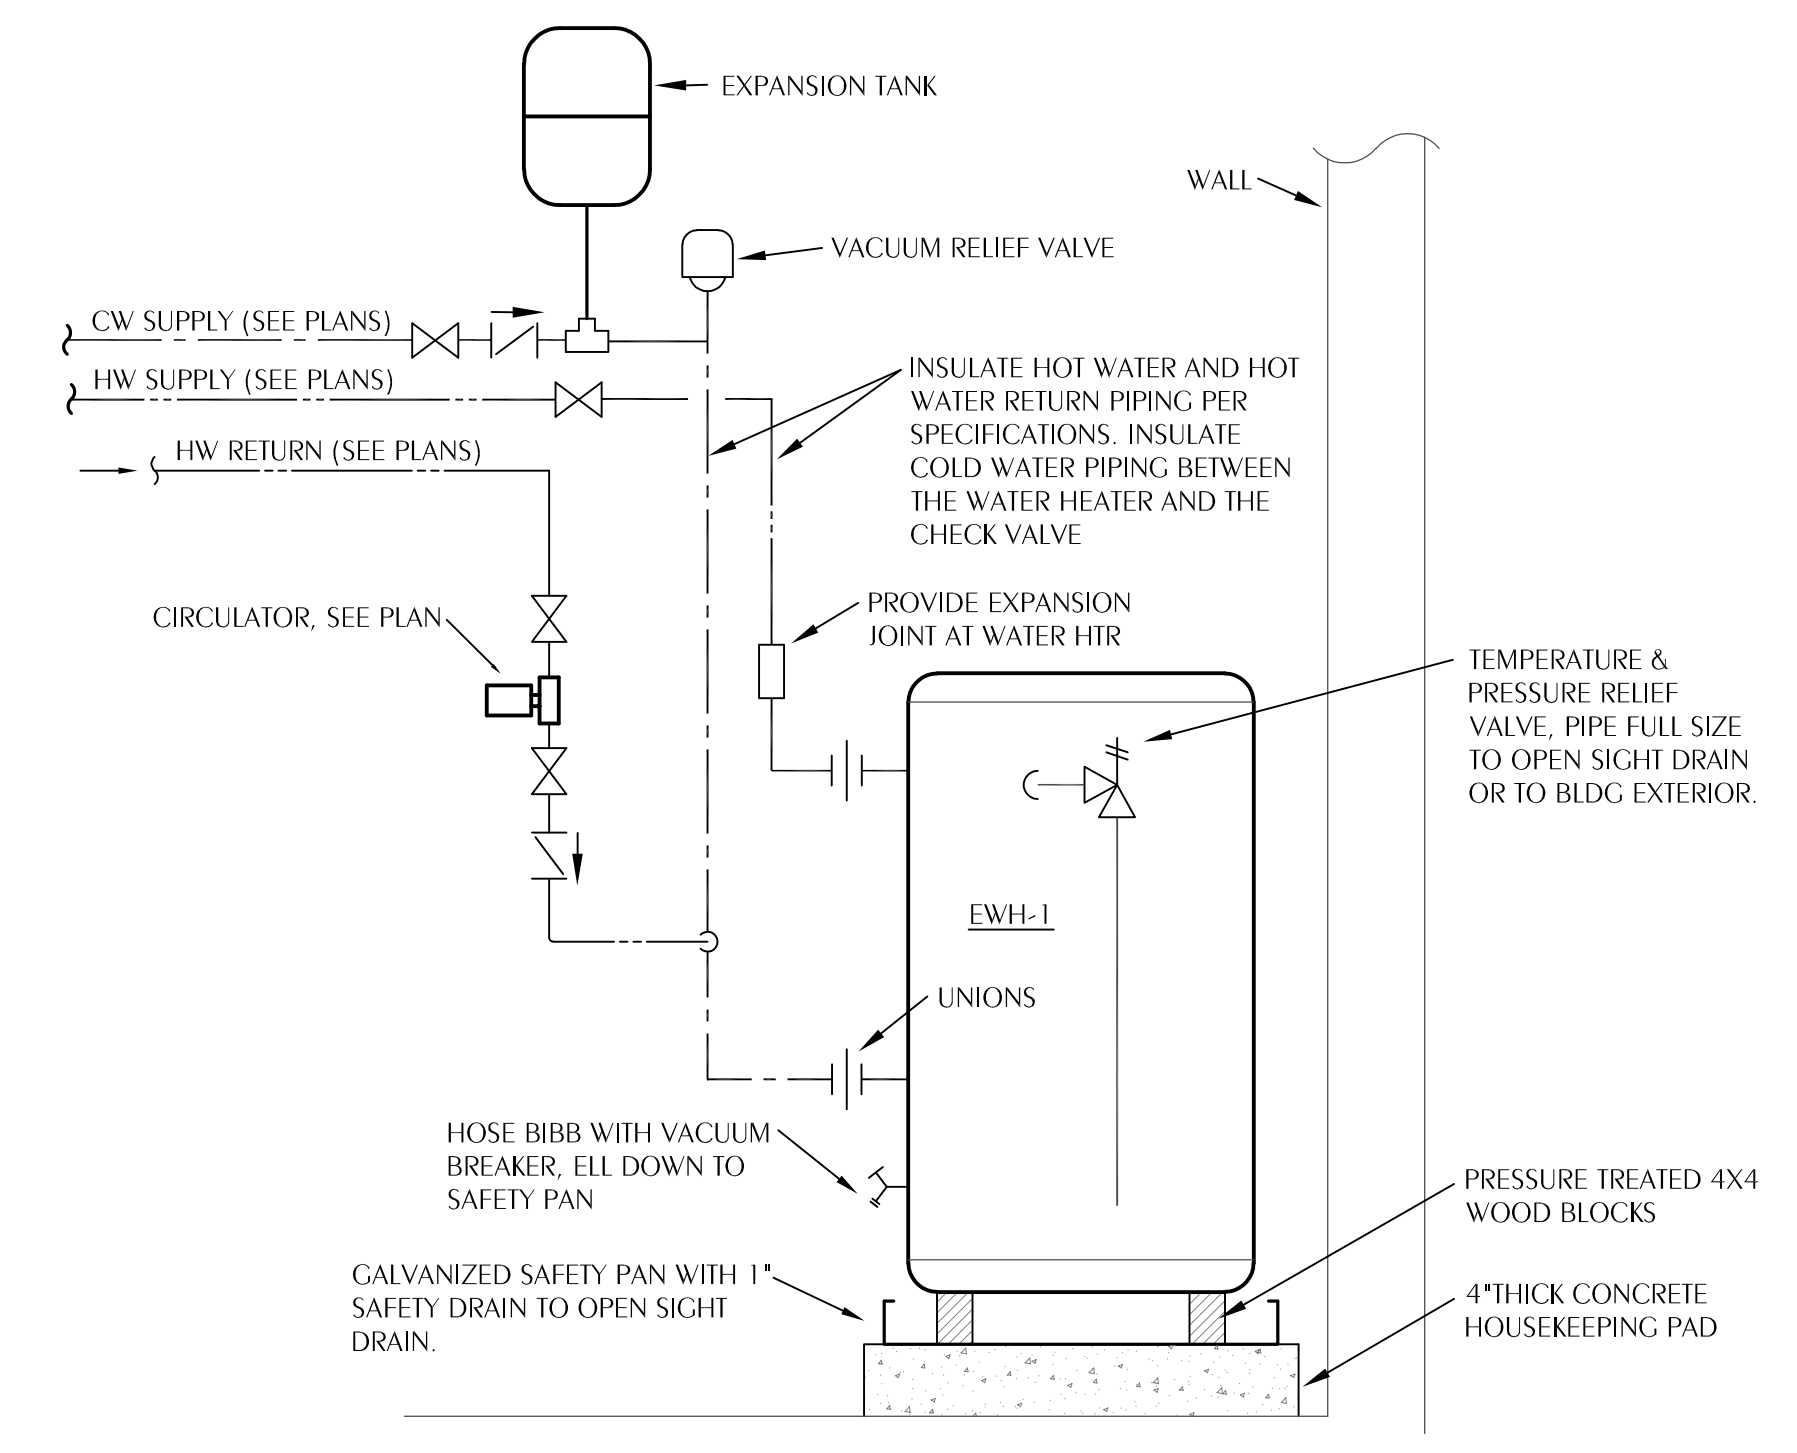 EXPANSION TANK
WALL
VACUUM RELIEF VALVE
CW SUPPLY (SEE PLANS)
HW SUPPLY (SEE PLANS)
HW RETURN (SEE PLANS)
INSULATE HOT WATER AND HOT
WATER RETURN PIPING PER
SPECIFICATIONS. INSULATE
COLD WATER PIPING BETWEEN
THE WATER HEATER AND THE
CHECK VALVE
CIRCULATOR, SEE PLAN
PROVIDE EXPANSION
JOINT AT WATER HTR
TEMPERATURE &
PRESSURE RELIEF
VALVE, PIPE FULL SIZE
TO OPEN SIGHT DRAIN
OR TO BLDG EXTERIOR.
EWH-1
UNIONS
HOSE BIBB WITH VACUUM
BREAKER, ELL DOWN TO
SAFETY PAN
PRESSURE TREATED 4X4
WOOD BLOCKS
GALVANIZED SAFETY PAN WITH 1"
SAFETY DRAIN TO OPEN SIGHT
DRAIN.
4"THICK CONCRETE
HOUSEKEEPING PAD